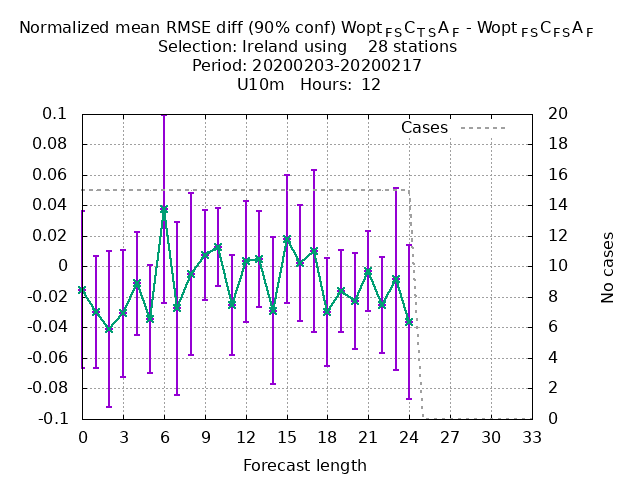 Normalized mean RMSE diff (90% conf) Wopt FS C TS A F - Wopt FS C FS A F
Selection: Ireland using 28 stations
Period: 20200203-20200217
U10m Hours: 12
Cases
0.1
0.08
0.06
0.04
0.02
0
-0.02
-0.04
-0.06
-0.08
-0.1
20
18
16
14
12
10
8
6
4
2
0
No cases
0 3 6 9 12 15 18 21 24 27 30 33
Forecast length